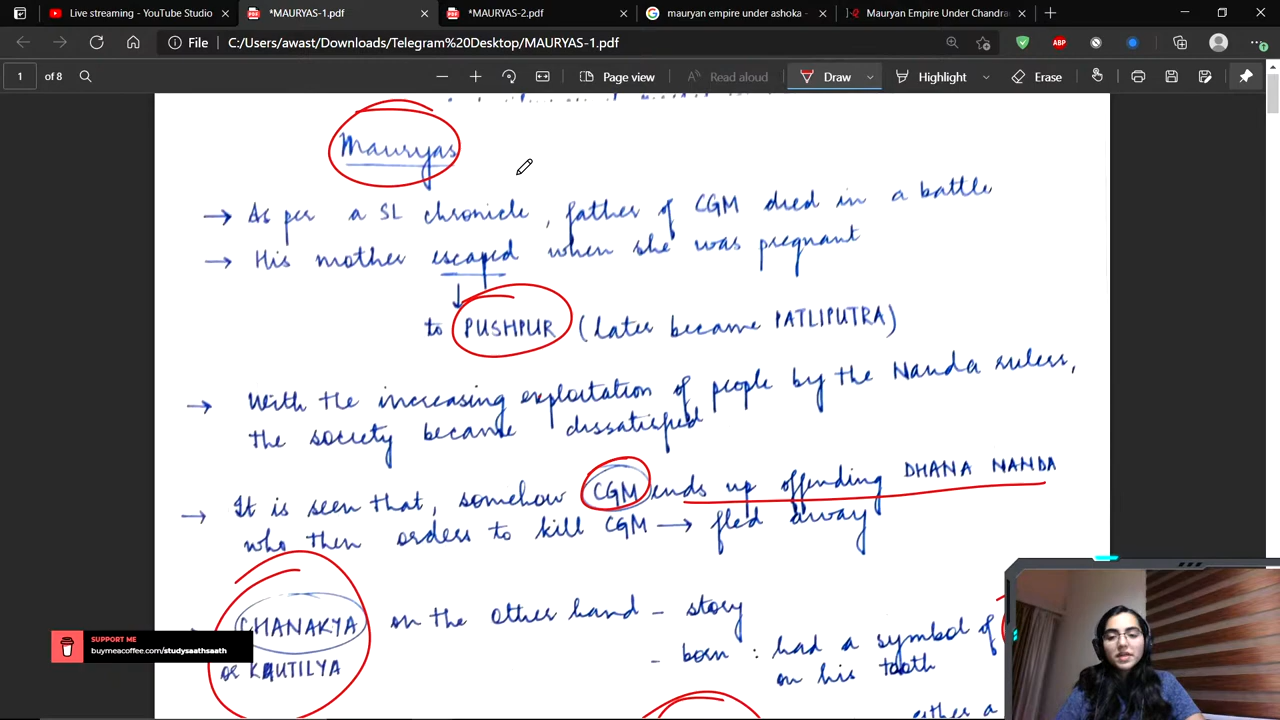 Live streaming - YouTube Studio
*MAURYAS-1.pdf
*MAURYAS-2.pdf
mauryan empire under ashoka -
Mauryan Empire Under Chandra
File
C:/Users/awast/Downloads/Telegram%20Desktop/MAURYAS-1.pdf
ABP
1 of 8
Page view
Read aloud
Draw
Highlight
Erase
Mauryas
→ As per a SL chronicle, father of CGM died in a battle
→ His mother escaped when she was pregnant
to PUSHPUR (later became PATLIPUTRA)
→ With the increasing exploitation of people by the Nanda rulers,
the society became dissatisfied
→ It is seen that, somehow CGM ends up offending DHANA NANDA
who then orders to kill CGM → fled away
CHANAKYA on the other hand - story
or KAUTILYA
- born : had a symbol of
on his tooth
SUPPORT ME
buymeacoffee.com/studysaathsaath